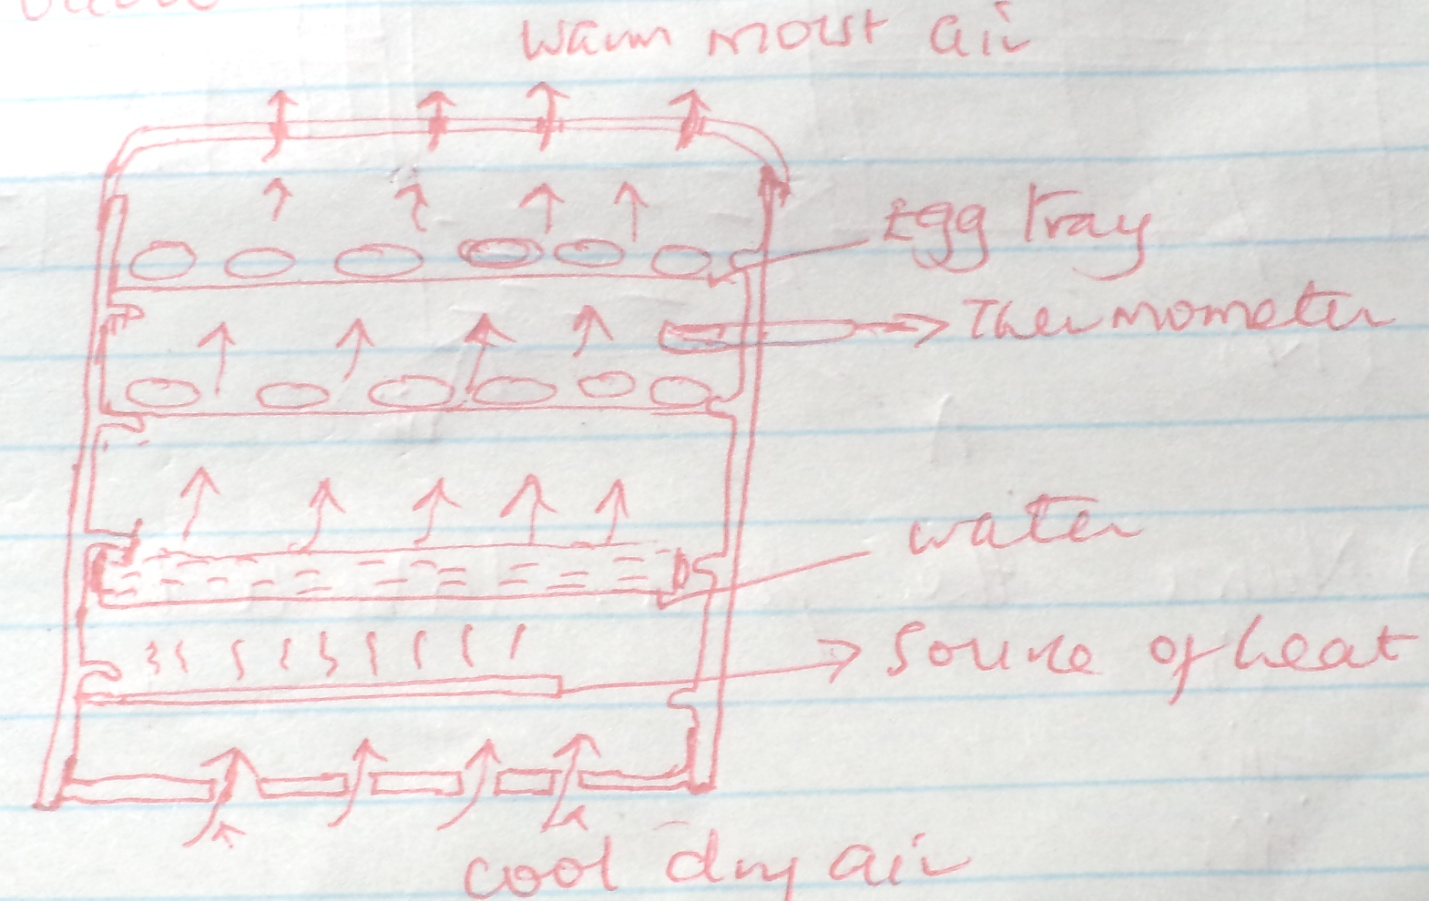 Warm moist air
Egg tray
Thermometer
water
Source of heat
cool dry air